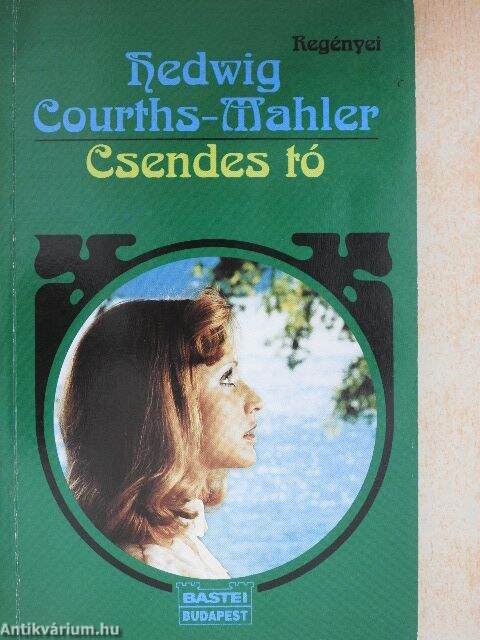 Regényei
Hedwig
Courths-Mahler
Csendes tó
BASTEI
BUDAPEST
Antikvárium.hu